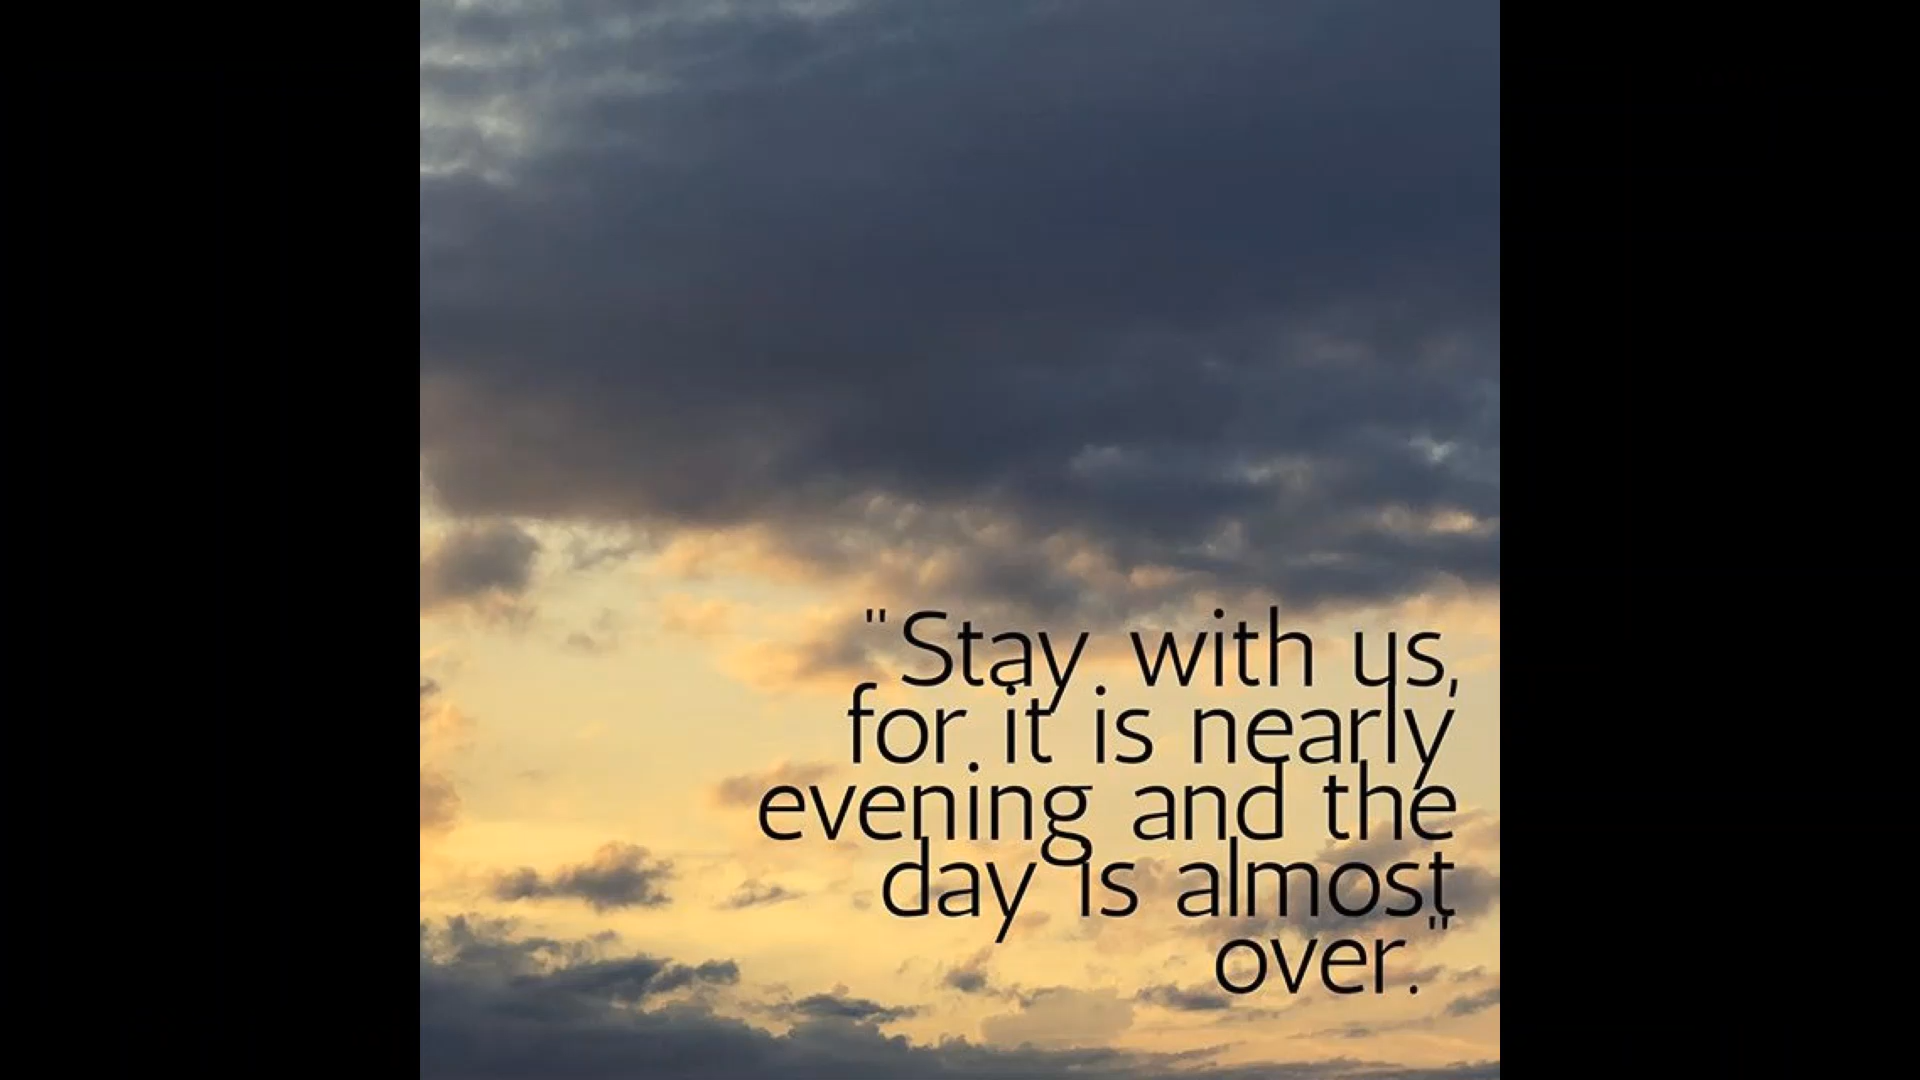 "Stay with us,
for it is nearly
evening and the
day is almost
over."